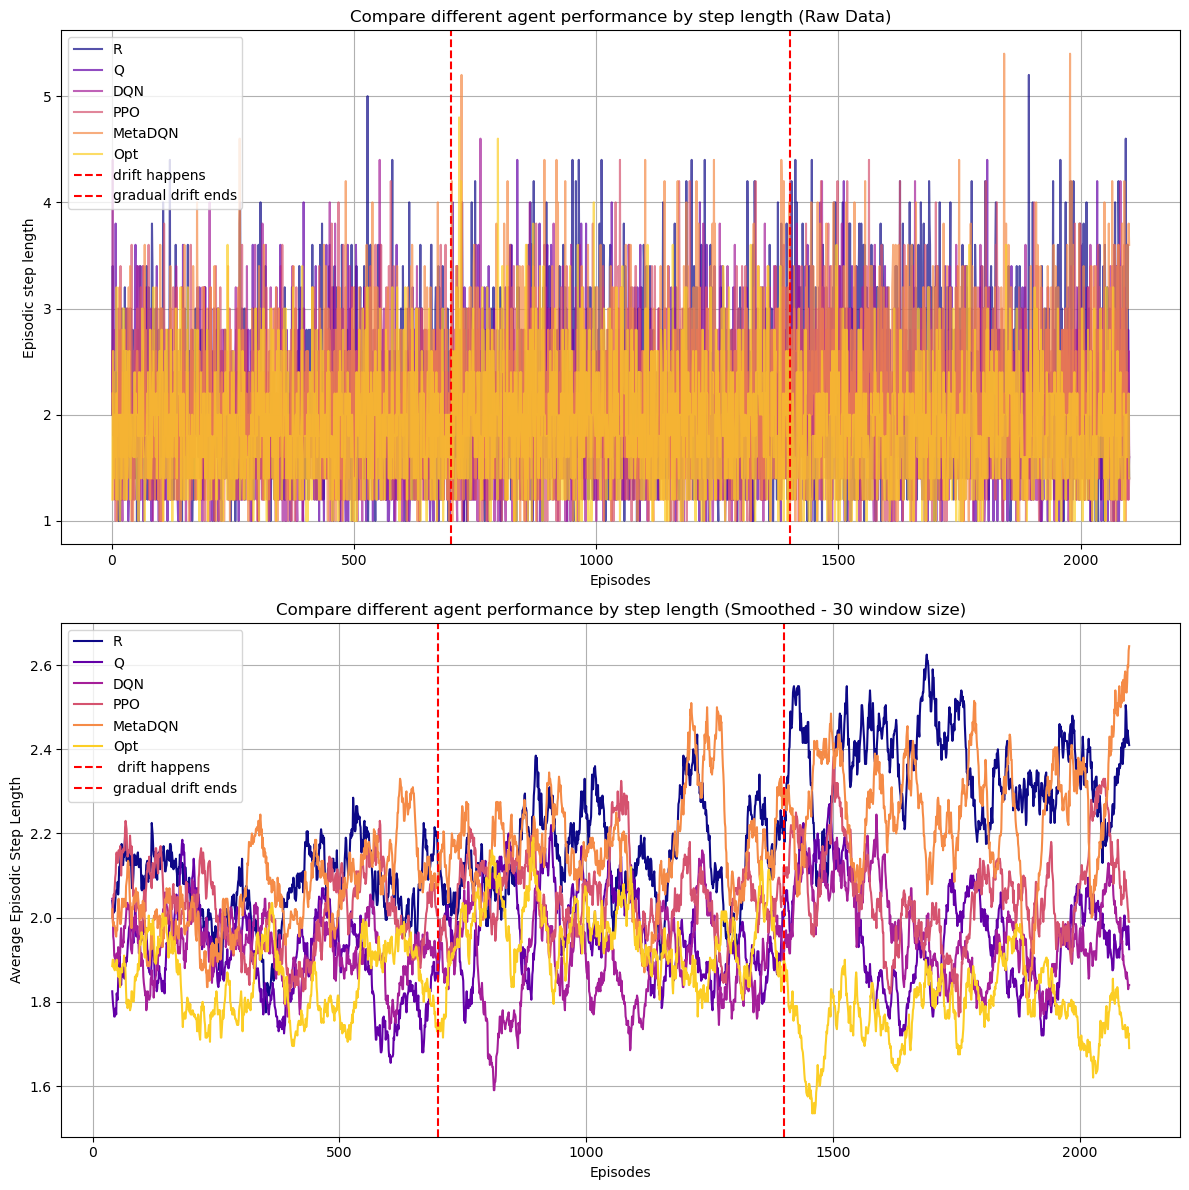 Compare different agent performance by step length (Raw Data)
R
Q
DQN
PPO
MetaDQN
Opt
drift happens
gradual drift ends
Episodic step length
5
4
3
2
1
0
500
1000
1500
2000
Episodes
Compare different agent performance by step length (Smoothed - 30 window size)
R
Q
DQN
PPO
MetaDQN
Opt
drift happens
gradual drift ends
Average Episodic Step Length
2.6
2.4
2.2
2.0
1.8
1.6
0
500
1000
1500
2000
Episodes